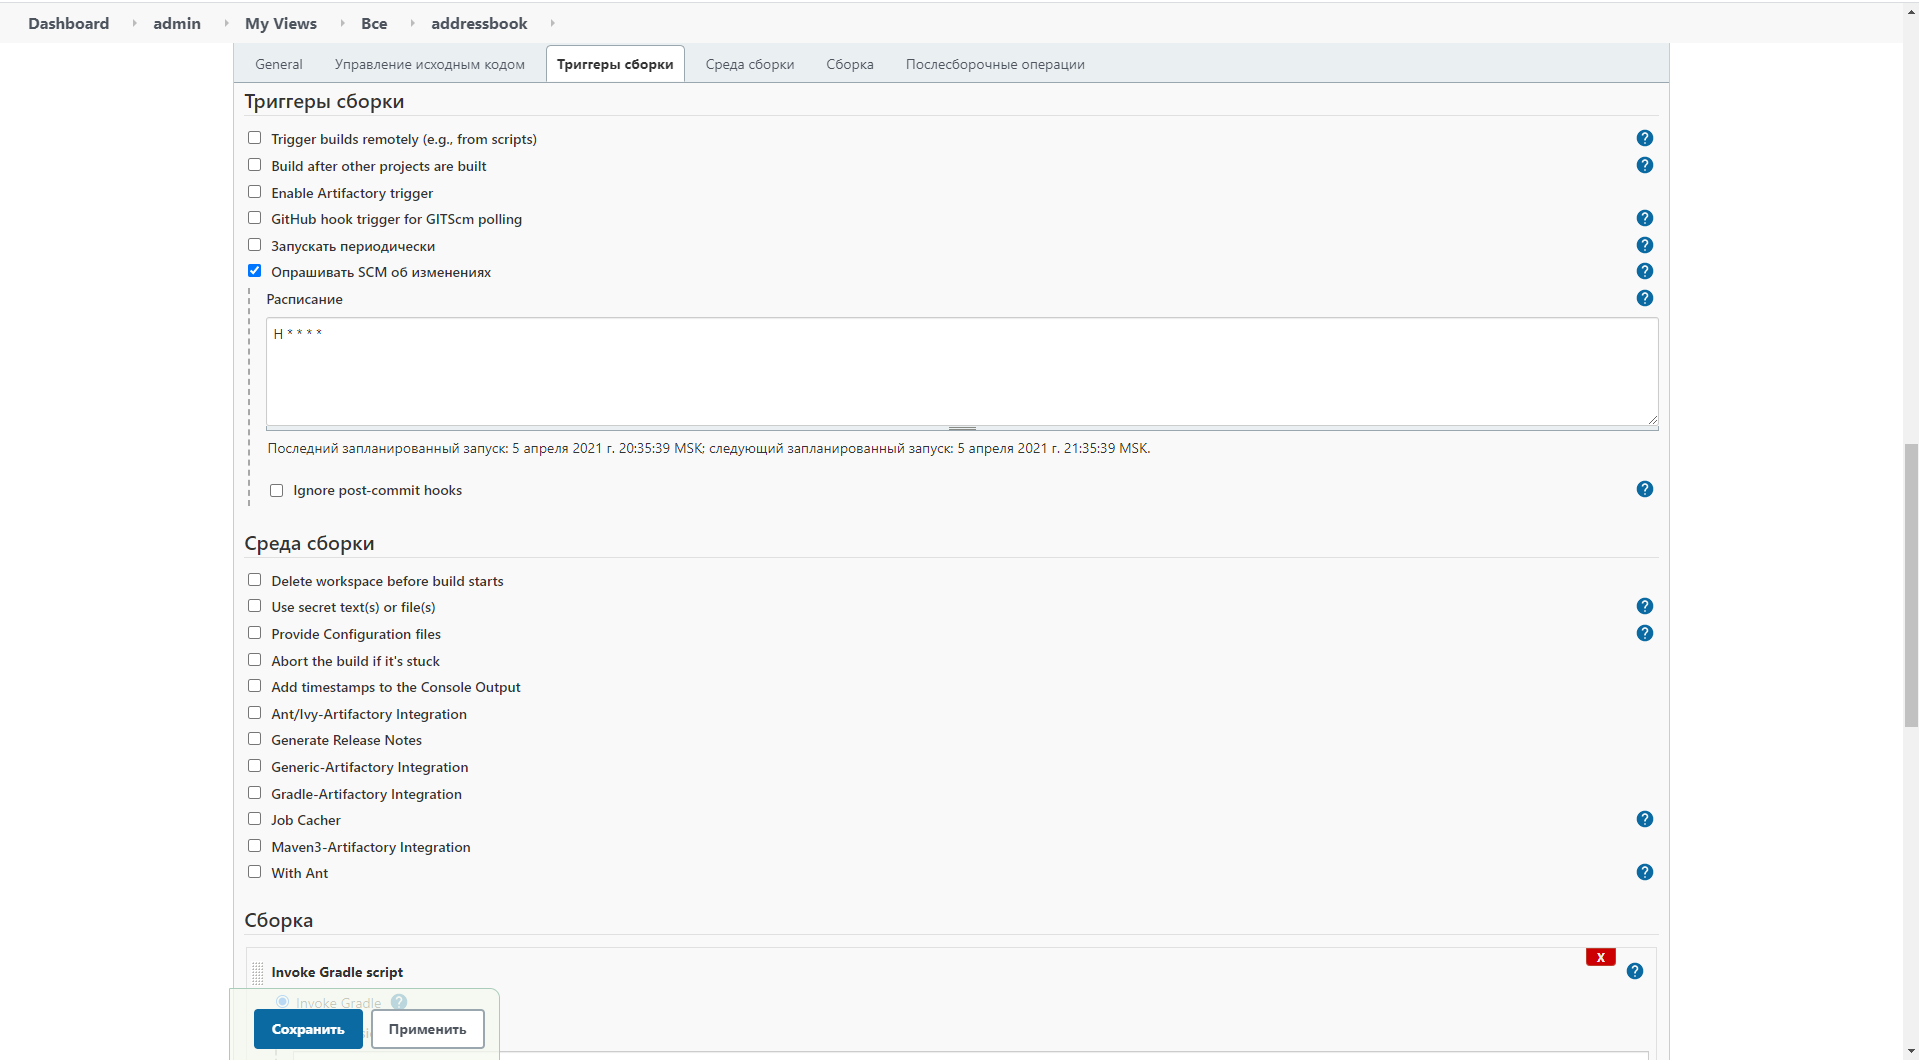 Dashboard admin My Views Все addressbook
General Управление исходным кодом Триггеры сборки Среда сборки Сборка Послесборочные операции
Триггеры сборки
Trigger builds remotely (e.g., from scripts)
Build after other projects are built
Enable Artifactory trigger
GitHub hook trigger for GITScm polling
Запускать периодически
Опрашивать SCM об изменениях
Расписание
H * * * *
Последний запланированный запуск: 5 апреля 2021 г. 20:35:39 MSK; следующий запланированный запуск: 5 апреля 2021 г. 21:35:39 MSK.
Ignore post-commit hooks
Среда сборки
Delete workspace before build starts
Use secret text(s) or file(s)
Provide Configuration files
Abort the build if it's stuck
Add timestamps to the Console Output
Ant/Ivy-Artifactory Integration
Generate Release Notes
Generic-Artifactory Integration
Gradle-Artifactory Integration
Job Cacher
Maven3-Artifactory Integration
With Ant
Сборка
X
Invoke Gradle script
Invoke Gradle
Сохранить Применить